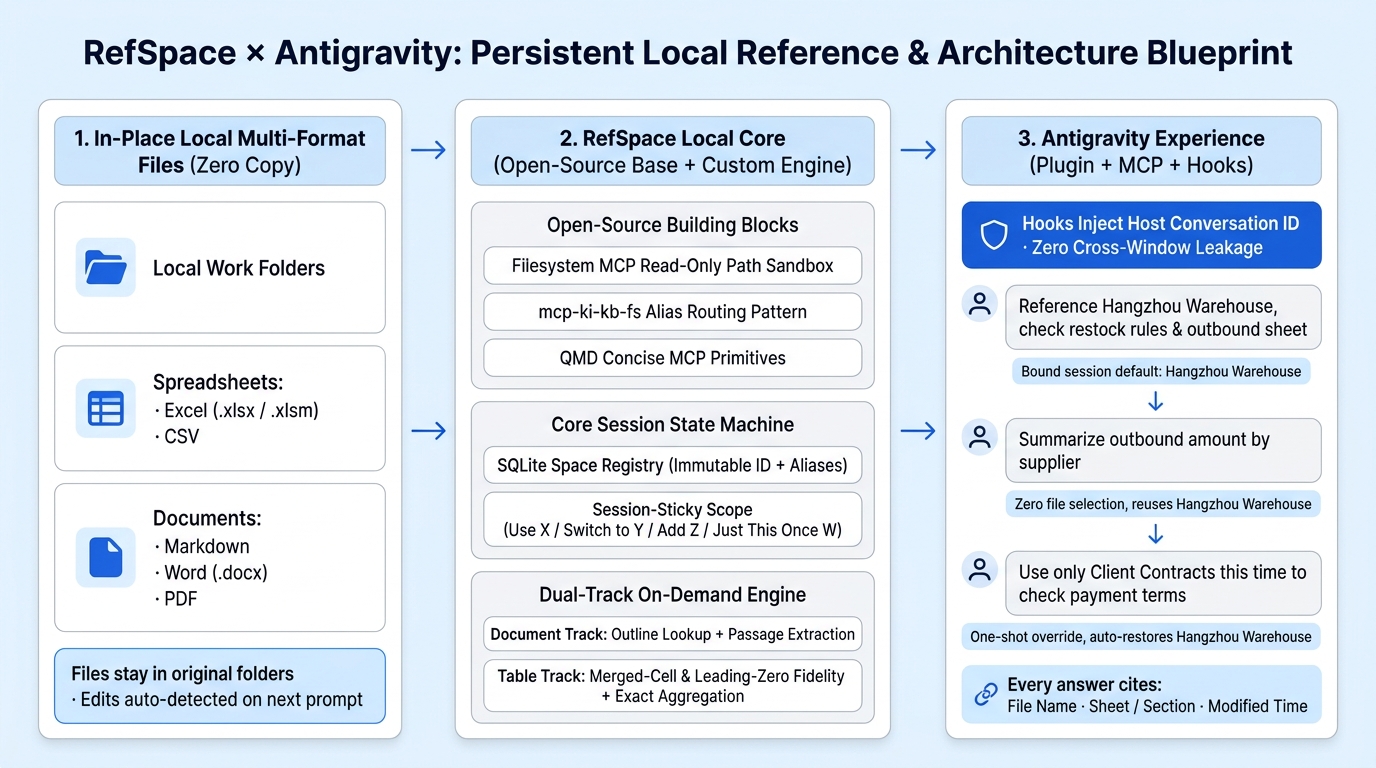 RefSpace × Antigravity: Persistent Local Reference & Architecture Blueprint
1. In-Place Local Multi-Format
Files (Zero Copy)
Local Work Folders
Spreadsheets:
· Excel (.xlsx / .xlsm)
· CSV
Documents:
· Markdown
· Word (.docx)
· PDF
Files stay in original folders
· Edits auto-detected on next prompt
2. RefSpace Local Core
(Open-Source Base + Custom Engine)
Open-Source Building Blocks
Filesystem MCP Read-Only Path Sandbox
mcp-ki-kb-fs Alias Routing Pattern
QMD Concise MCP Primitives
Core Session State Machine
SQLite Space Registry (Immutable ID + Aliases)
Session-Sticky Scope
(Use X / Switch to Y / Add Z / Just This Once W)
Dual-Track On-Demand Engine
Document Track: Outline Lookup + Passage Extraction
Table Track: Merged-Cell & Leading-Zero Fidelity
+ Exact Aggregation
3. Antigravity Experience
(Plugin + MCP + Hooks)
Hooks Inject Host Conversation ID
· Zero Cross-Window Leakage
Reference Hangzhou Warehouse,
check restock rules & outbound sheet
Bound session default: Hangzhou Warehouse
Summarize outbound amount by
supplier
Zero file selection, reuses Hangzhou Warehouse
Use only Client Contracts this time to
check payment terms
One-shot override, auto-restores Hangzhou Warehouse
Every answer cites:
File Name · Sheet / Section · Modified Time